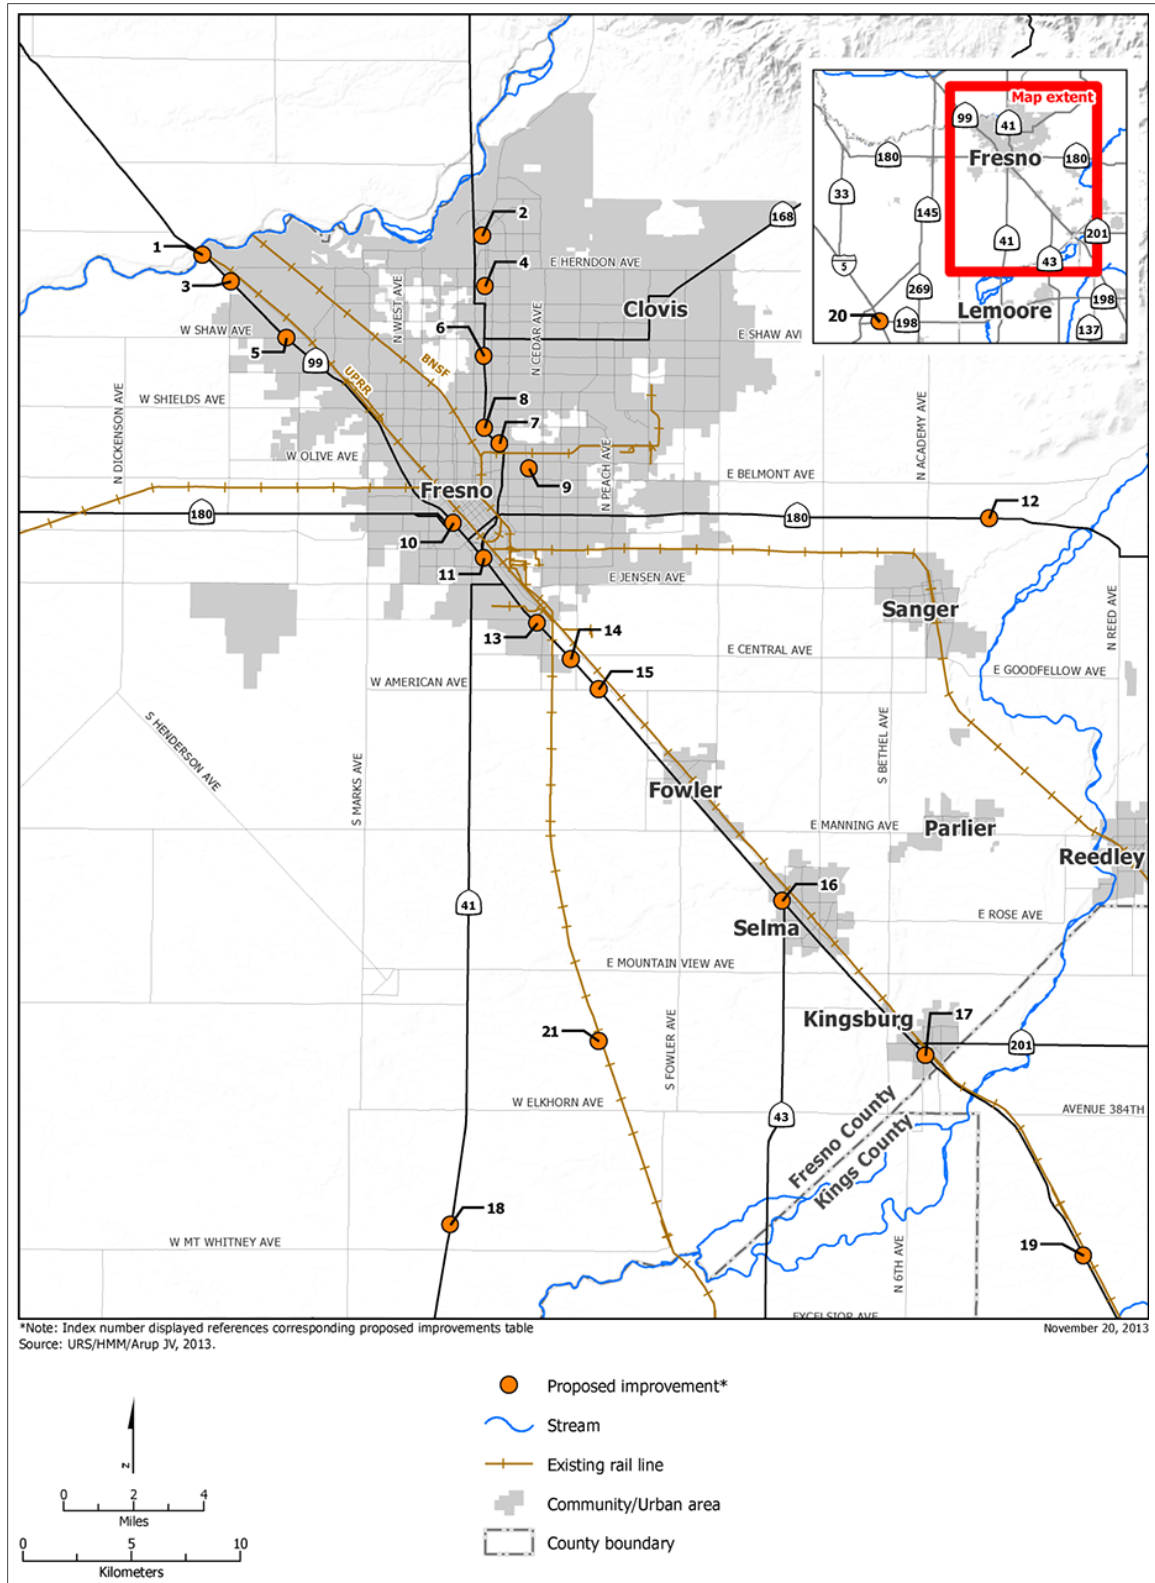 Map extent
99
41
180
Fresno
180
33
145
201
41
43
5
269
198
20
198
Lemoore
137
2
168
1
E HERNDON AVE
4
3
N WEST AVE
N CEDAR AVE
Clovis
W SHAW AVE
6
E SHAW AVE
5
99
BNSF
UPRR
N DICKENSON AVE
W SHIELDS AVE
8
7
N ACADEMY AVE
W OLIVE AVE
N PEACH AVE
E BELMONT AVE
9
Fresno
180
180
12
10
11
E JENSEN AVE
Sanger
N REED AVE
13
14
E CENTRAL AVE
15
E GOODFELLOW AVE
W AMERICAN AVE
S HENDERSON AVE
S BETHEL AVE
S MARKS AVE
Fowler
E MANNING AVE
Parlier
Reedley
16
41
E ROSE AVE
Selma
E MOUNTAIN VIEW AVE
Kingsburg
17
21
S FOWLER AVE
201
W ELKHORN AVE
43
AVENUE 384TH
Fresno County
Kings County
18
W MT WHITNEY AVE
N 6TH AVE
19
EXCELSIOR AVE
*Note: Index number displayed references corresponding proposed improvements table
November 20, 2013
Source: URS/HMM/Arup JV, 2013.
Proposed improvement*
Stream
Existing rail line
Community/Urban area
County boundary
N
0 2 4
Miles
0 5 10
Kilometers